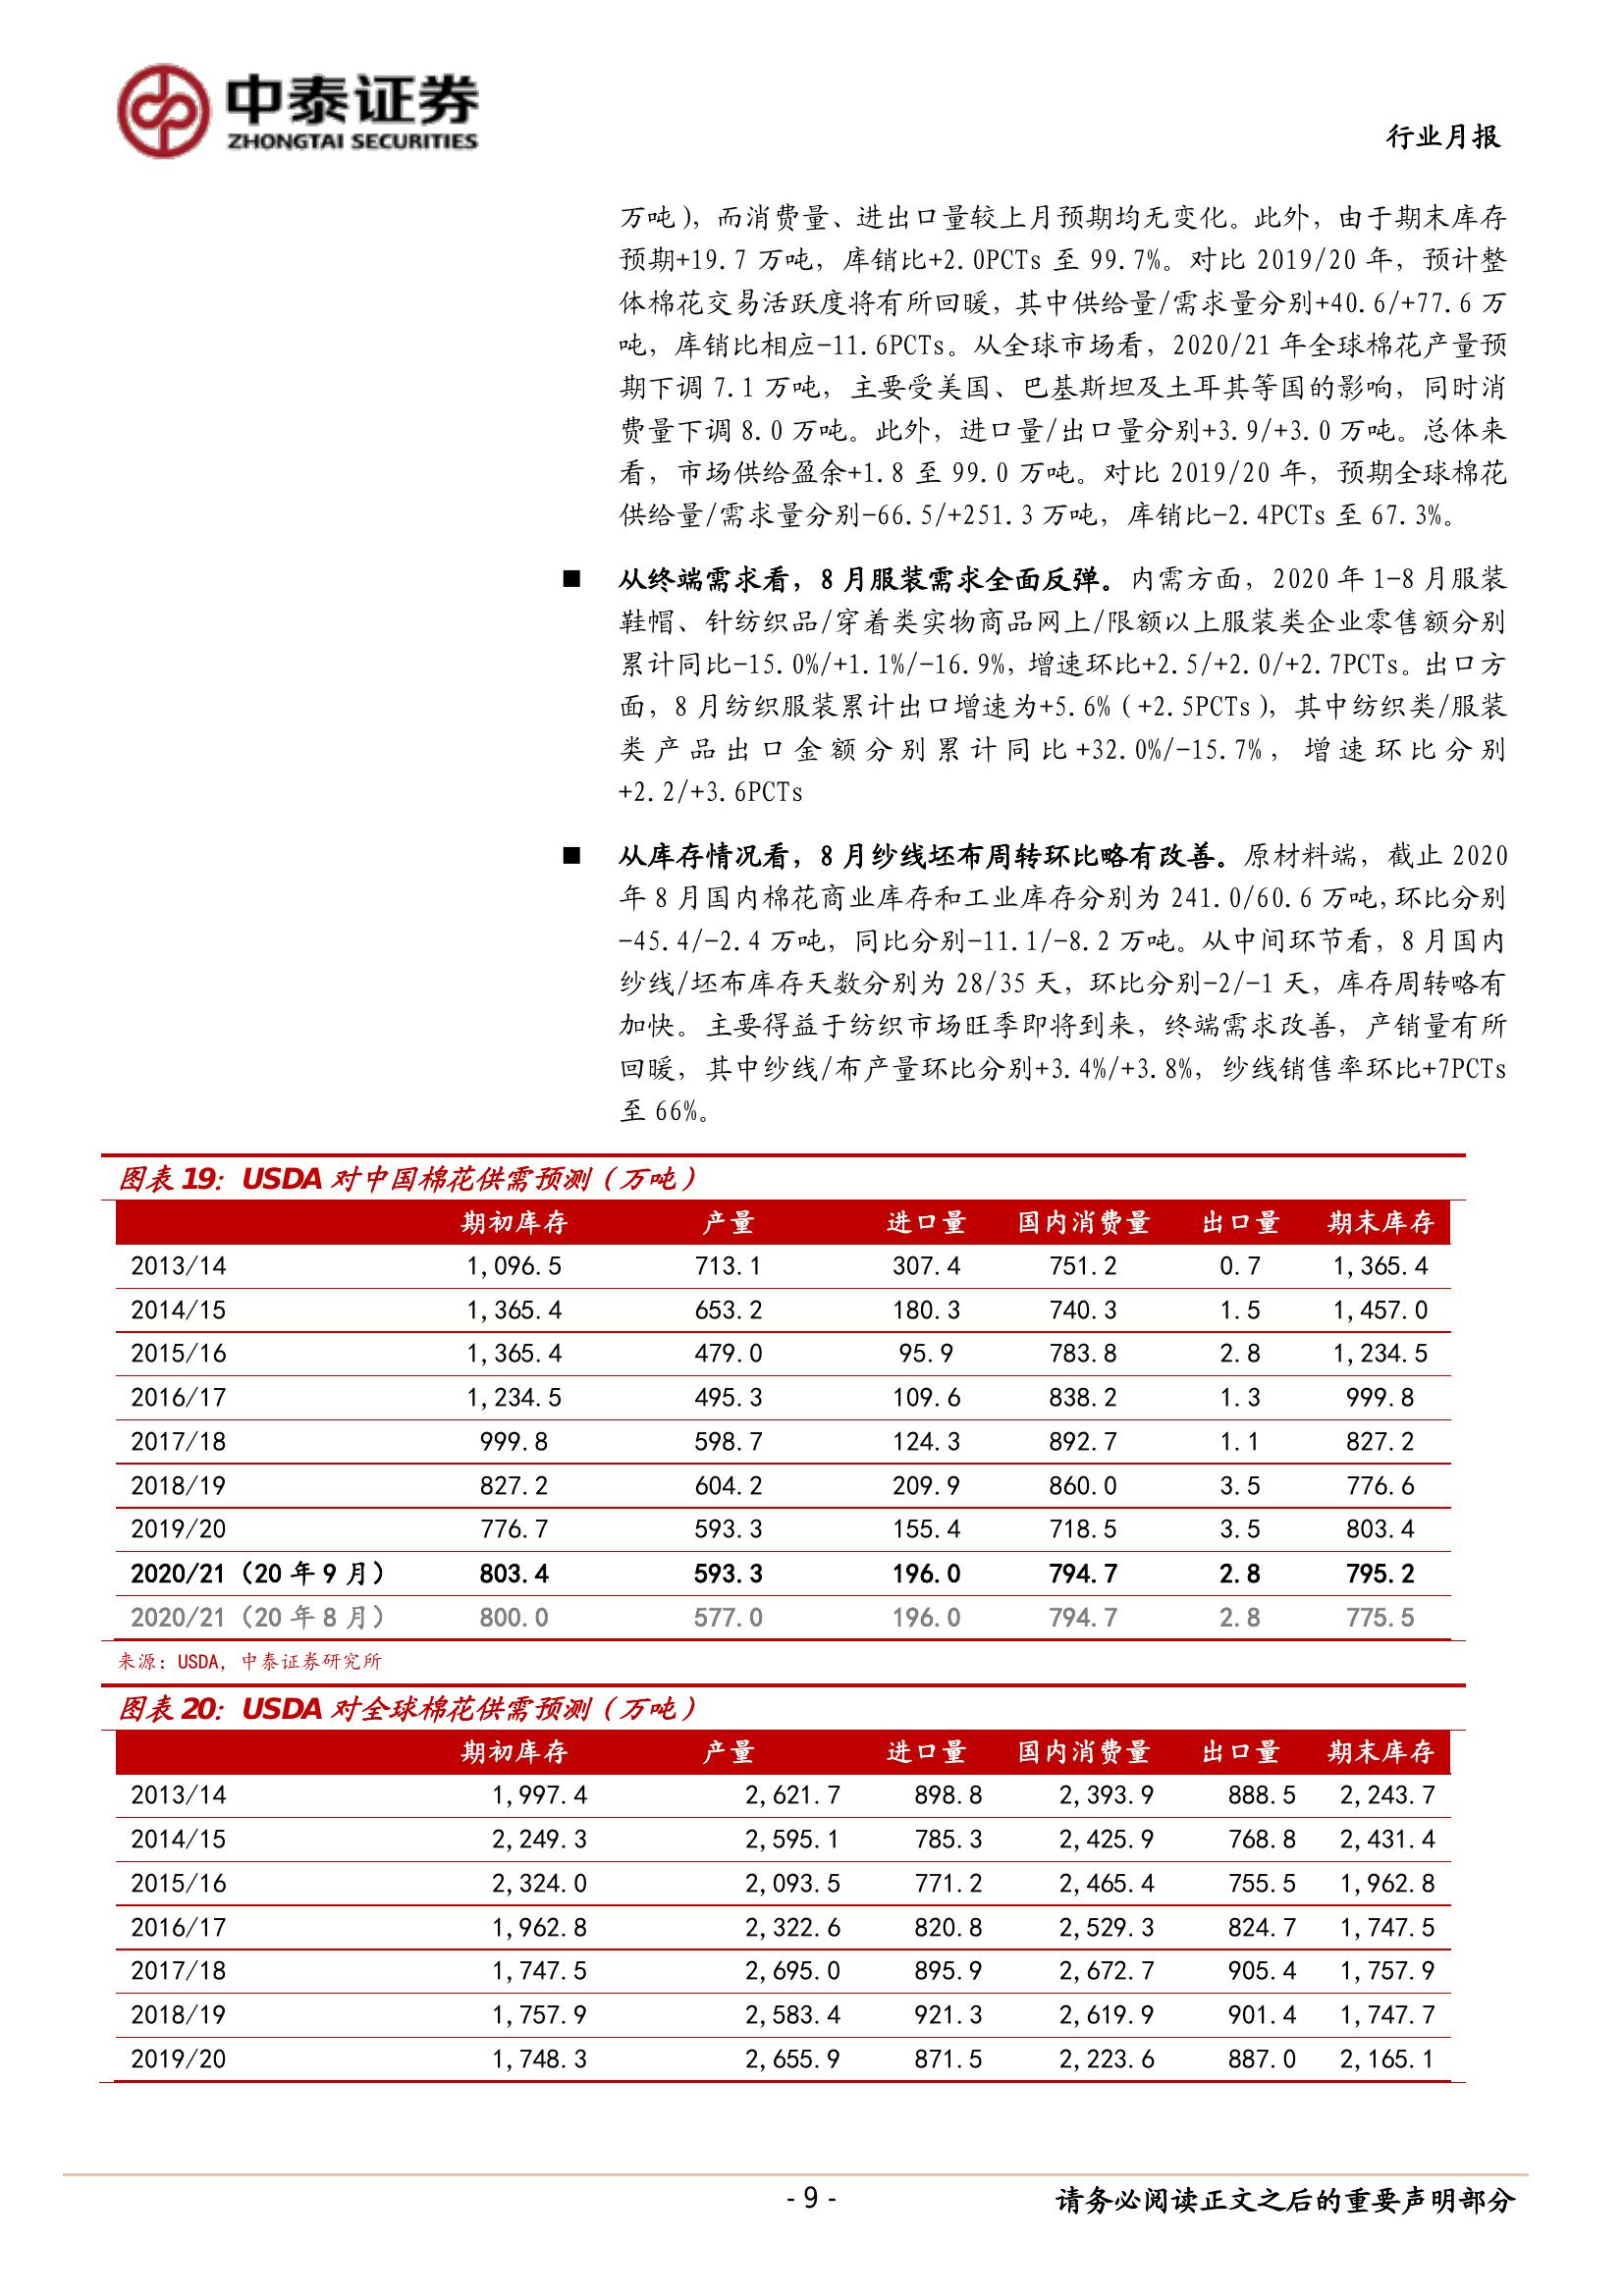 中泰证券
ZHONGTAI SECURITIES
行业月报
万吨），而消费量、进出口量较上月预期均无变化。此外，由于期末库存
预期+19.7 万吨，库销比+2.0PCTs 至 99.7%。对比 2019/20 年，预计整
体棉花交易活跃度将有所回暖，其中供给量/需求量分别+40.6/+77.6 万
吨，库销比相应-11.6PCTs。从全球市场看，2020/21 年全球棉花产量预
期下调 7.1 万吨，主要受美国、巴基斯坦及土耳其等国的影响，同时消
费量下调 8.0 万吨。此外，进口量/出口量分别+3.9/+3.0 万吨。总体来
看，市场供给盈余+1.8 至 99.0 万吨。对比 2019/20 年，预期全球棉花
供给量/需求量分别-66.5/+251.3 万吨，库销比-2.4PCTs 至 67.3%。
■ 从终端需求看，8 月服装需求全面反弹。内需方面，2020 年 1-8 月服装
鞋帽、针纺织品/穿着类实物商品网上/限额以上服装类企业零售额分别
累计同比-15.0%/+1.1%/-16.9%，增速环比+2.5/+2.0/+2.7PCTs。出口方
面，8 月纺织服装累计出口增速为+5.6%（+2.5PCTs），其中纺织类/服装
类产品出口金额分别累计同比+32.0%/-15.7%，增速环比分别
+2.2/+3.6PCTs
■ 从库存情况看，8 月纱线坯布周转环比略有改善。原材料端，截止 2020
年 8 月国内棉花商业库存和工业库存分别为 241.0/60.6 万吨，环比分别
-45.4/-2.4 万吨，同比分别-11.1/-8.2 万吨。从中间环节看，8 月国内
纱线/坯布库存天数分别为 28/35 天，环比分别-2/-1 天，库存周转略有
加快。主要得益于纺织市场旺季即将到来，终端需求改善，产销量有所
回暖，其中纱线/布产量环比分别+3.4%/+3.8%，纱线销售率环比+7PCTs
至 66%。
图表 19：USDA 对中国棉花供需预测（万吨）
期初库存 产量 进口量 国内消费量 出口量 期末库存
2013/14 1,096.5 713.1 307.4 751.2 0.7 1,365.4
2014/15 1,365.4 653.2 180.3 740.3 1.5 1,457.0
2015/16 1,365.4 479.0 95.9 783.8 2.8 1,234.5
2016/17 1,234.5 495.3 109.6 838.2 1.3 999.8
2017/18 999.8 598.7 124.3 892.7 1.1 827.2
2018/19 827.2 604.2 209.9 860.0 3.5 776.6
2019/20 776.7 593.3 155.4 718.5 3.5 803.4
2020/21（20 年 9 月） 803.4 593.3 196.0 794.7 2.8 795.2
2020/21（20 年 8 月） 800.0 577.0 196.0 794.7 2.8 775.5
来源：USDA，中泰证券研究所
图表 20：USDA 对全球棉花供需预测（万吨）
期初库存 产量 进口量 国内消费量 出口量 期末库存
2013/14 1,997.4 2,621.7 898.8 2,393.9 888.5 2,243.7
2014/15 2,249.3 2,595.1 785.3 2,425.9 768.8 2,431.4
2015/16 2,324.0 2,093.5 771.2 2,465.4 755.5 1,962.8
2016/17 1,962.8 2,322.6 820.8 2,529.3 824.7 1,747.5
2017/18 1,747.5 2,695.0 895.9 2,672.7 905.4 1,757.9
2018/19 1,757.9 2,583.4 921.3 2,619.9 901.4 1,747.7
2019/20 1,748.3 2,655.9 871.5 2,223.6 887.0 2,165.1
- 9 -
请务必阅读正文之后的重要声明部分